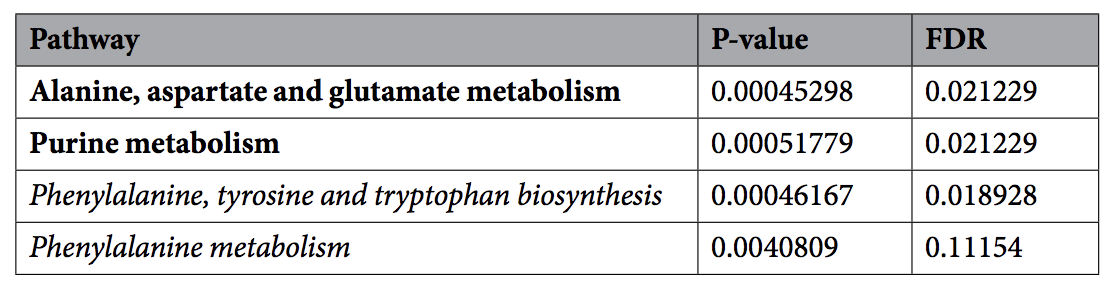 Pathway P-value FDR
Alanine, aspartate and glutamate metabolism 0.00045298 0.021229
Purine metabolism 0.00051779 0.021229
Phenylalanine, tyrosine and tryptophan biosynthesis 0.00046167 0.018928
Phenylalanine metabolism 0.0040809 0.11154